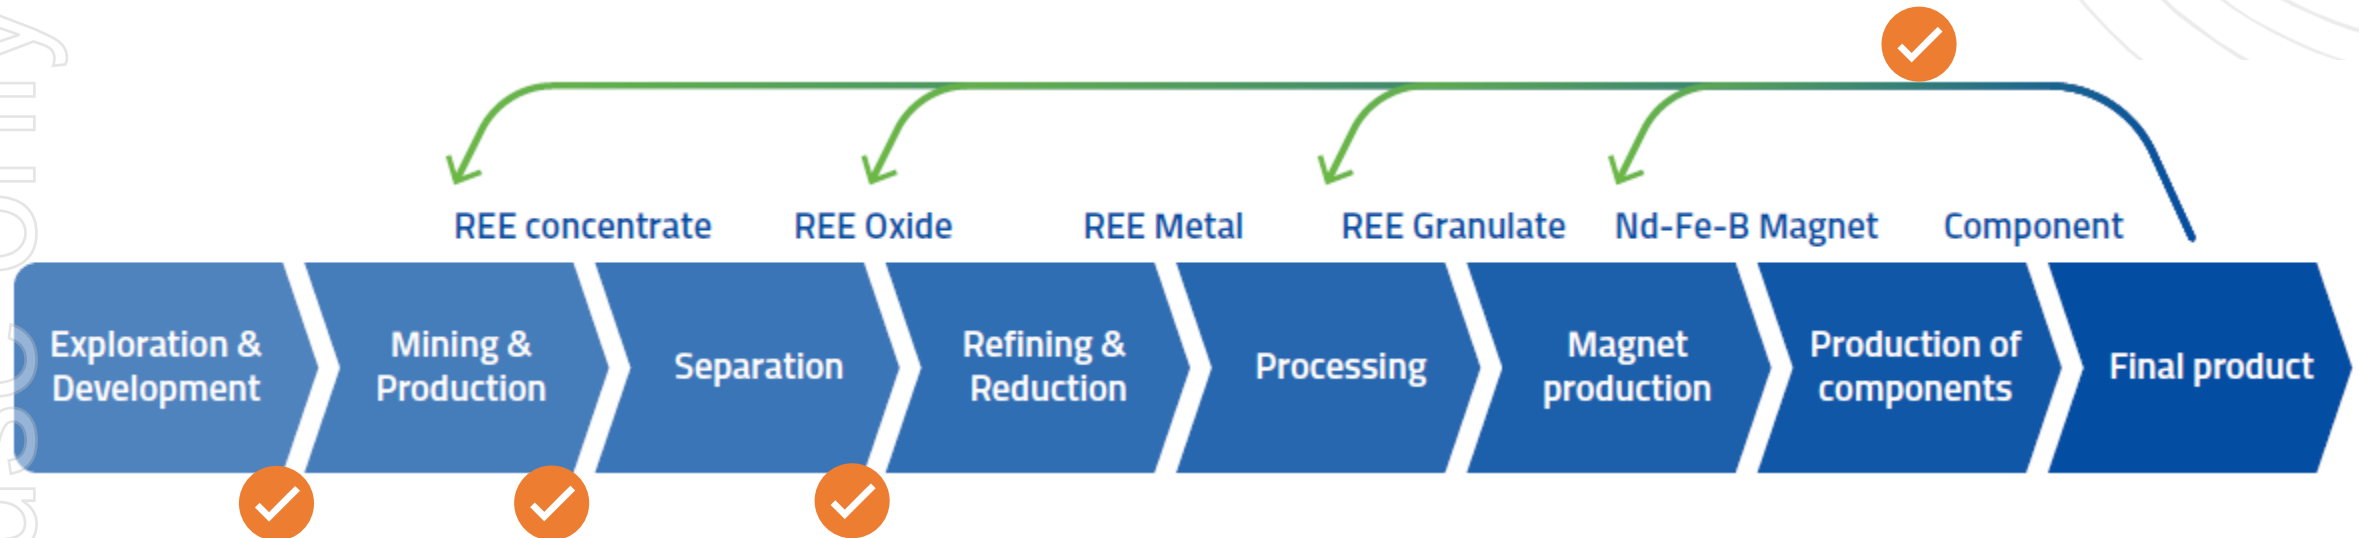 REE concentrate
REE Oxide
REE Metal
REE Granulate
Nd-Fe-B Magnet
Component
Exploration &
Development
Mining &
Production
Separation
Refining &
Reduction
Processing
Magnet
production
Production of
components
Final product